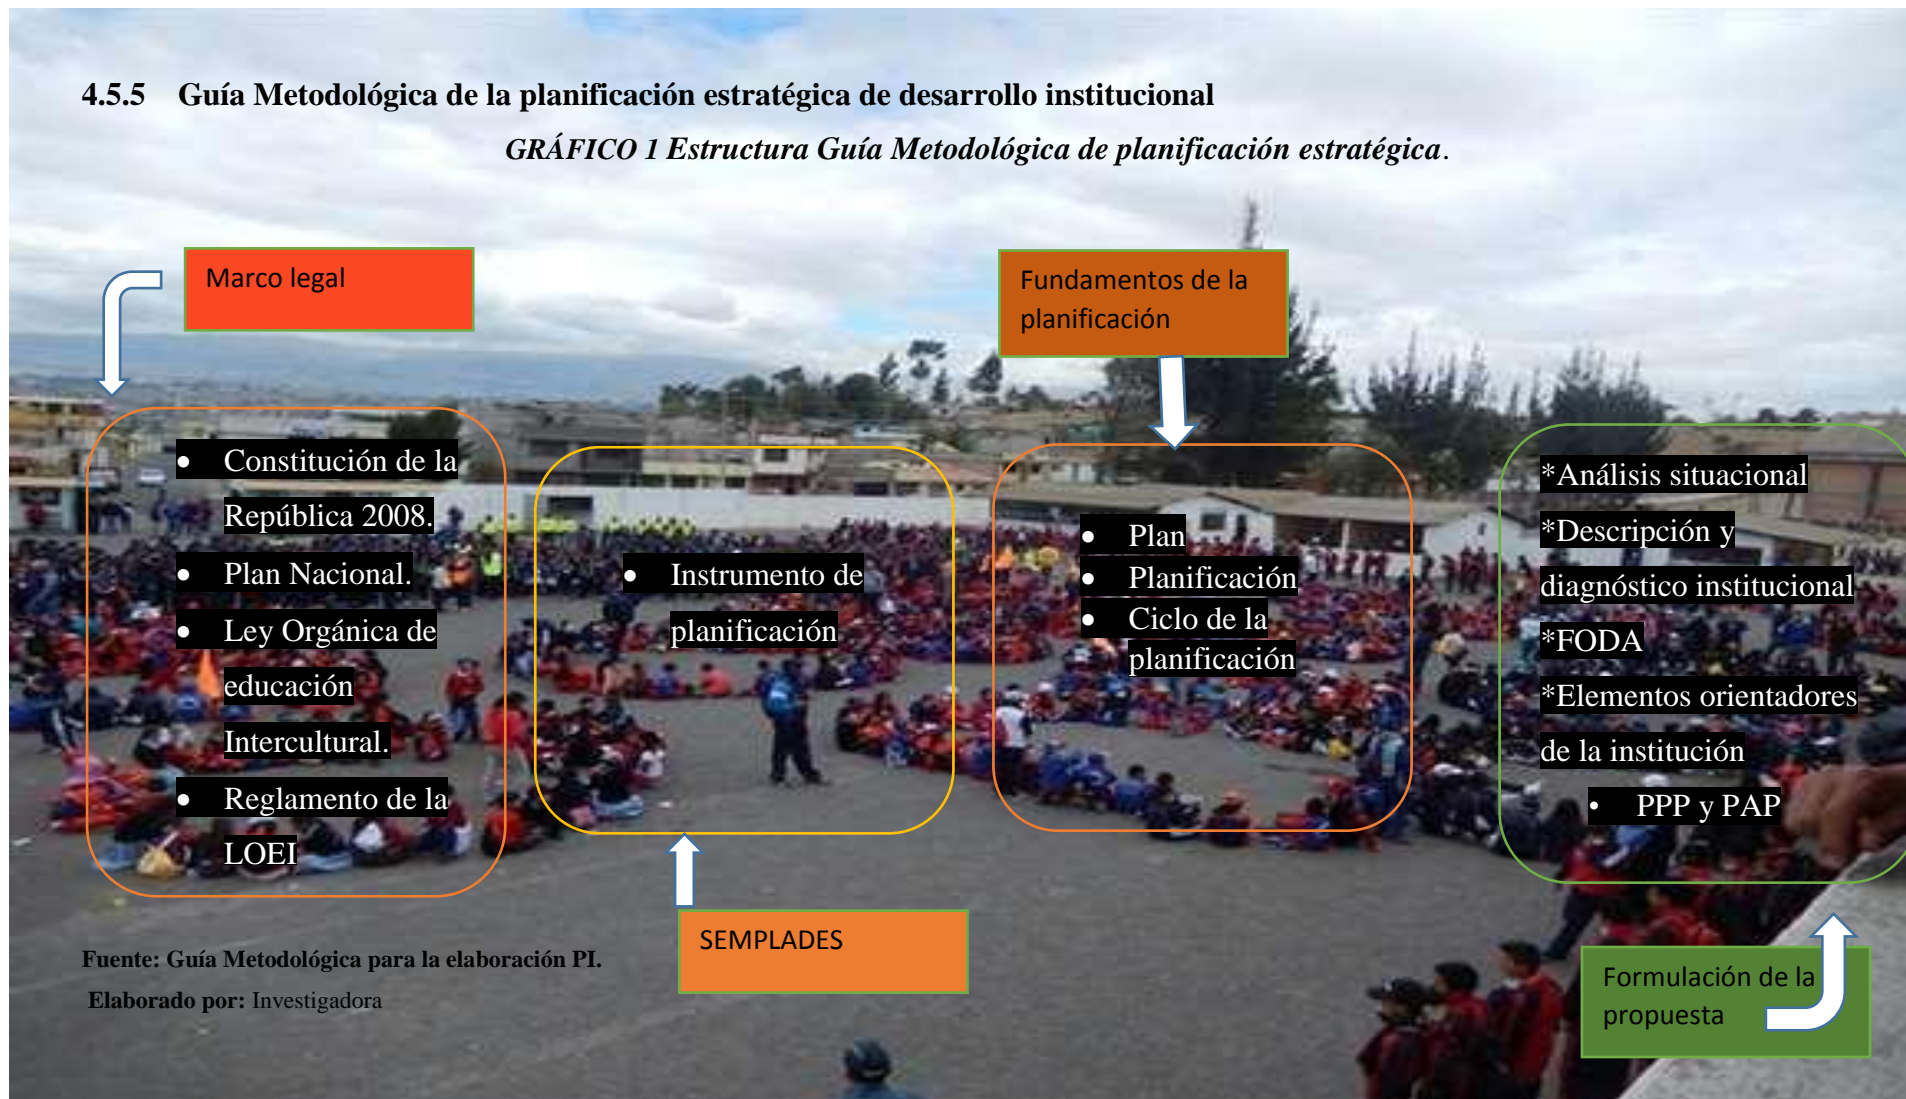 4.5.5 Guía Metodológica de la planificación estratégica de desarrollo institucional
GRÁFICO 1 Estructura Guía Metodológica de planificación estratégica.
Marco legal
• Constitución de la
República 2008.
• Plan Nacional.
• Ley Orgánica de
educación
Intercultural.
• Reglamento de la
LOEI
• Instrumento de
planificación
SEMPLADES
Fundamentos de la
planificación
• Plan
• Planificación
• Ciclo de la
planificación
*Análisis situacional
*Descripción y
diagnóstico institucional
*FODA
*Elementos orientadores
de la institución
• PPP y PAP
Formulación de la
propuesta
Fuente: Guía Metodológica para la elaboración PI.
Elaborado por: Investigadora